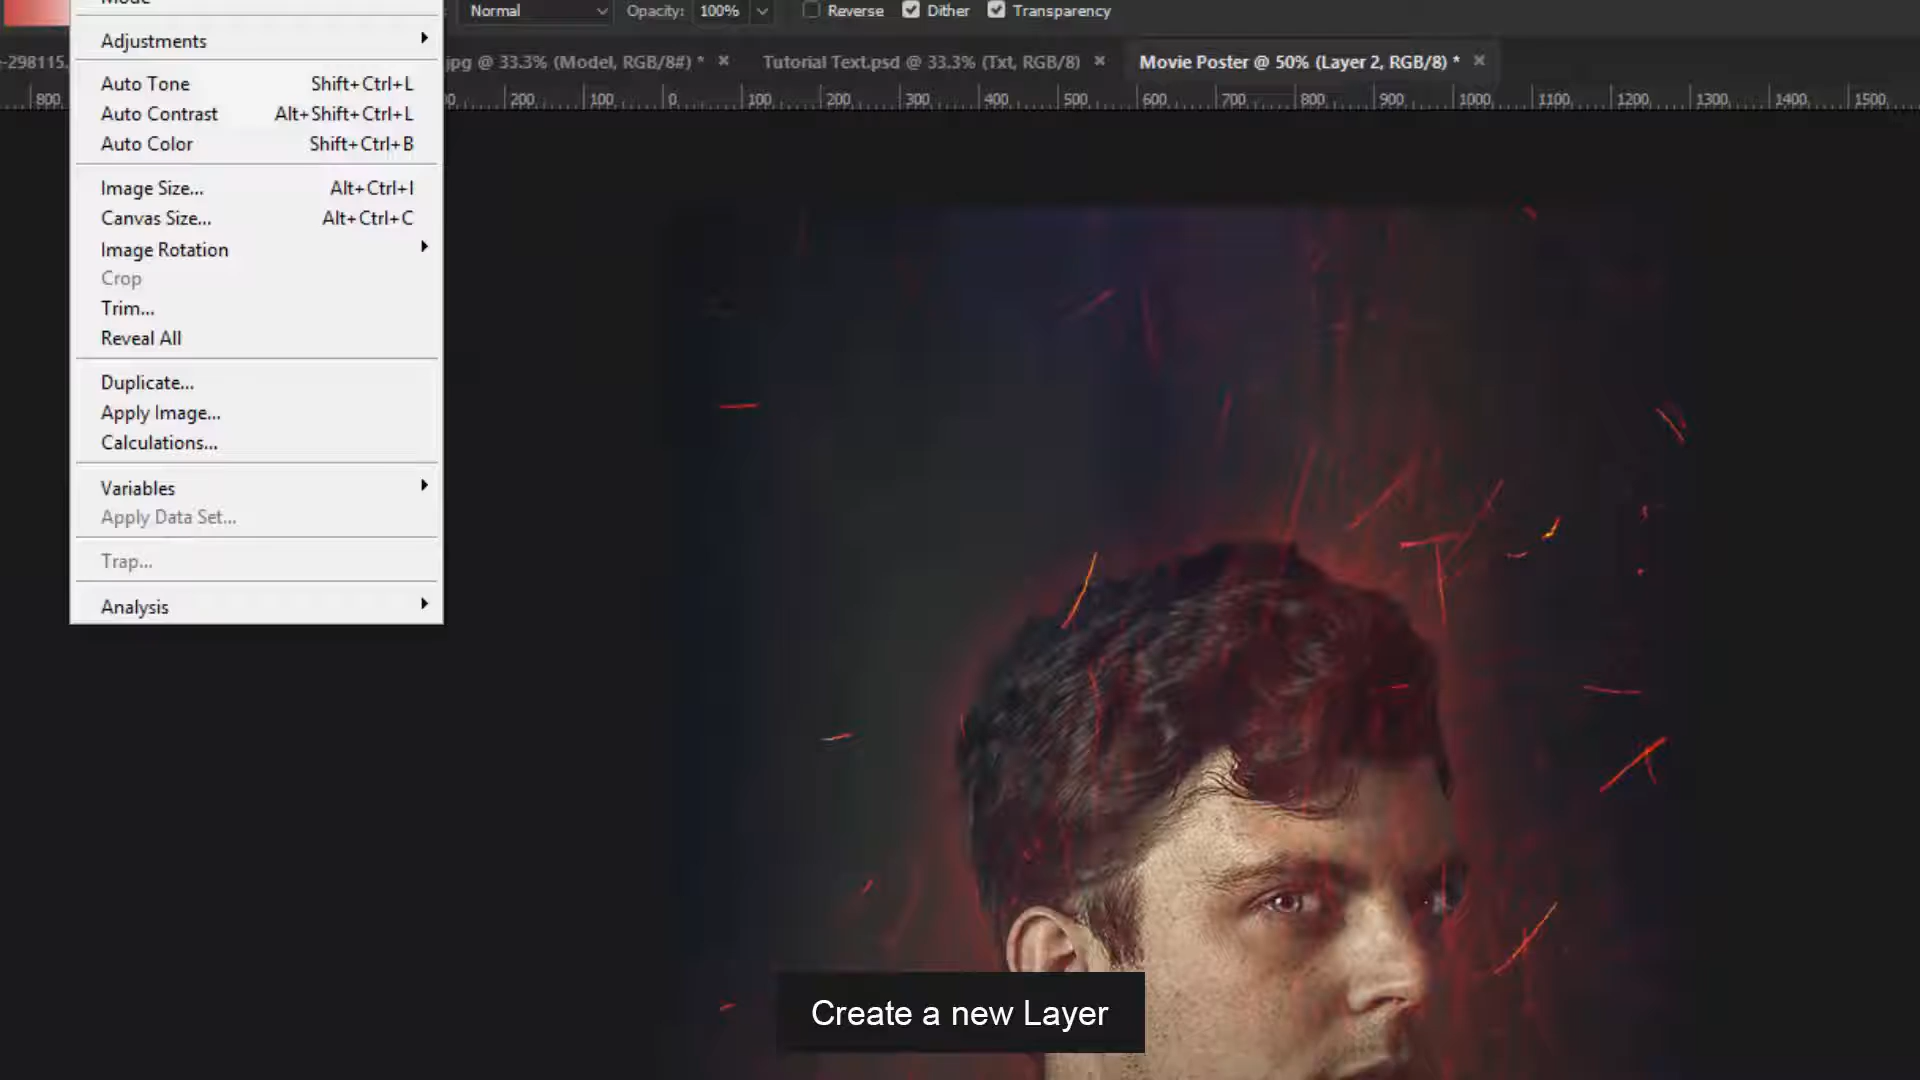 Mode
Normal
Opacity: 100%
Reverse
Dither
Transparency
Adjustments
e-298115.
jpg @ 33.3% (Model, RGB/8#) *
Tutorial Text.psd @ 33.3% (Txt, RGB/8)
Movie Poster @ 50% (Layer 2, RGB/8) *
800
200
100
0
100
200
300
400
500
600
700
800
900
1000
1100
1200
1300
1400
1500
Auto Tone Shift+Ctrl+L
Auto Contrast Alt+Shift+Ctrl+L
Auto Color Shift+Ctrl+B
Image Size... Alt+Ctrl+I
Canvas Size... Alt+Ctrl+C
Image Rotation
Crop
Trim...
Reveal All
Duplicate...
Apply Image...
Calculations...
Variables
Apply Data Set...
Trap...
Analysis
Create a new Layer